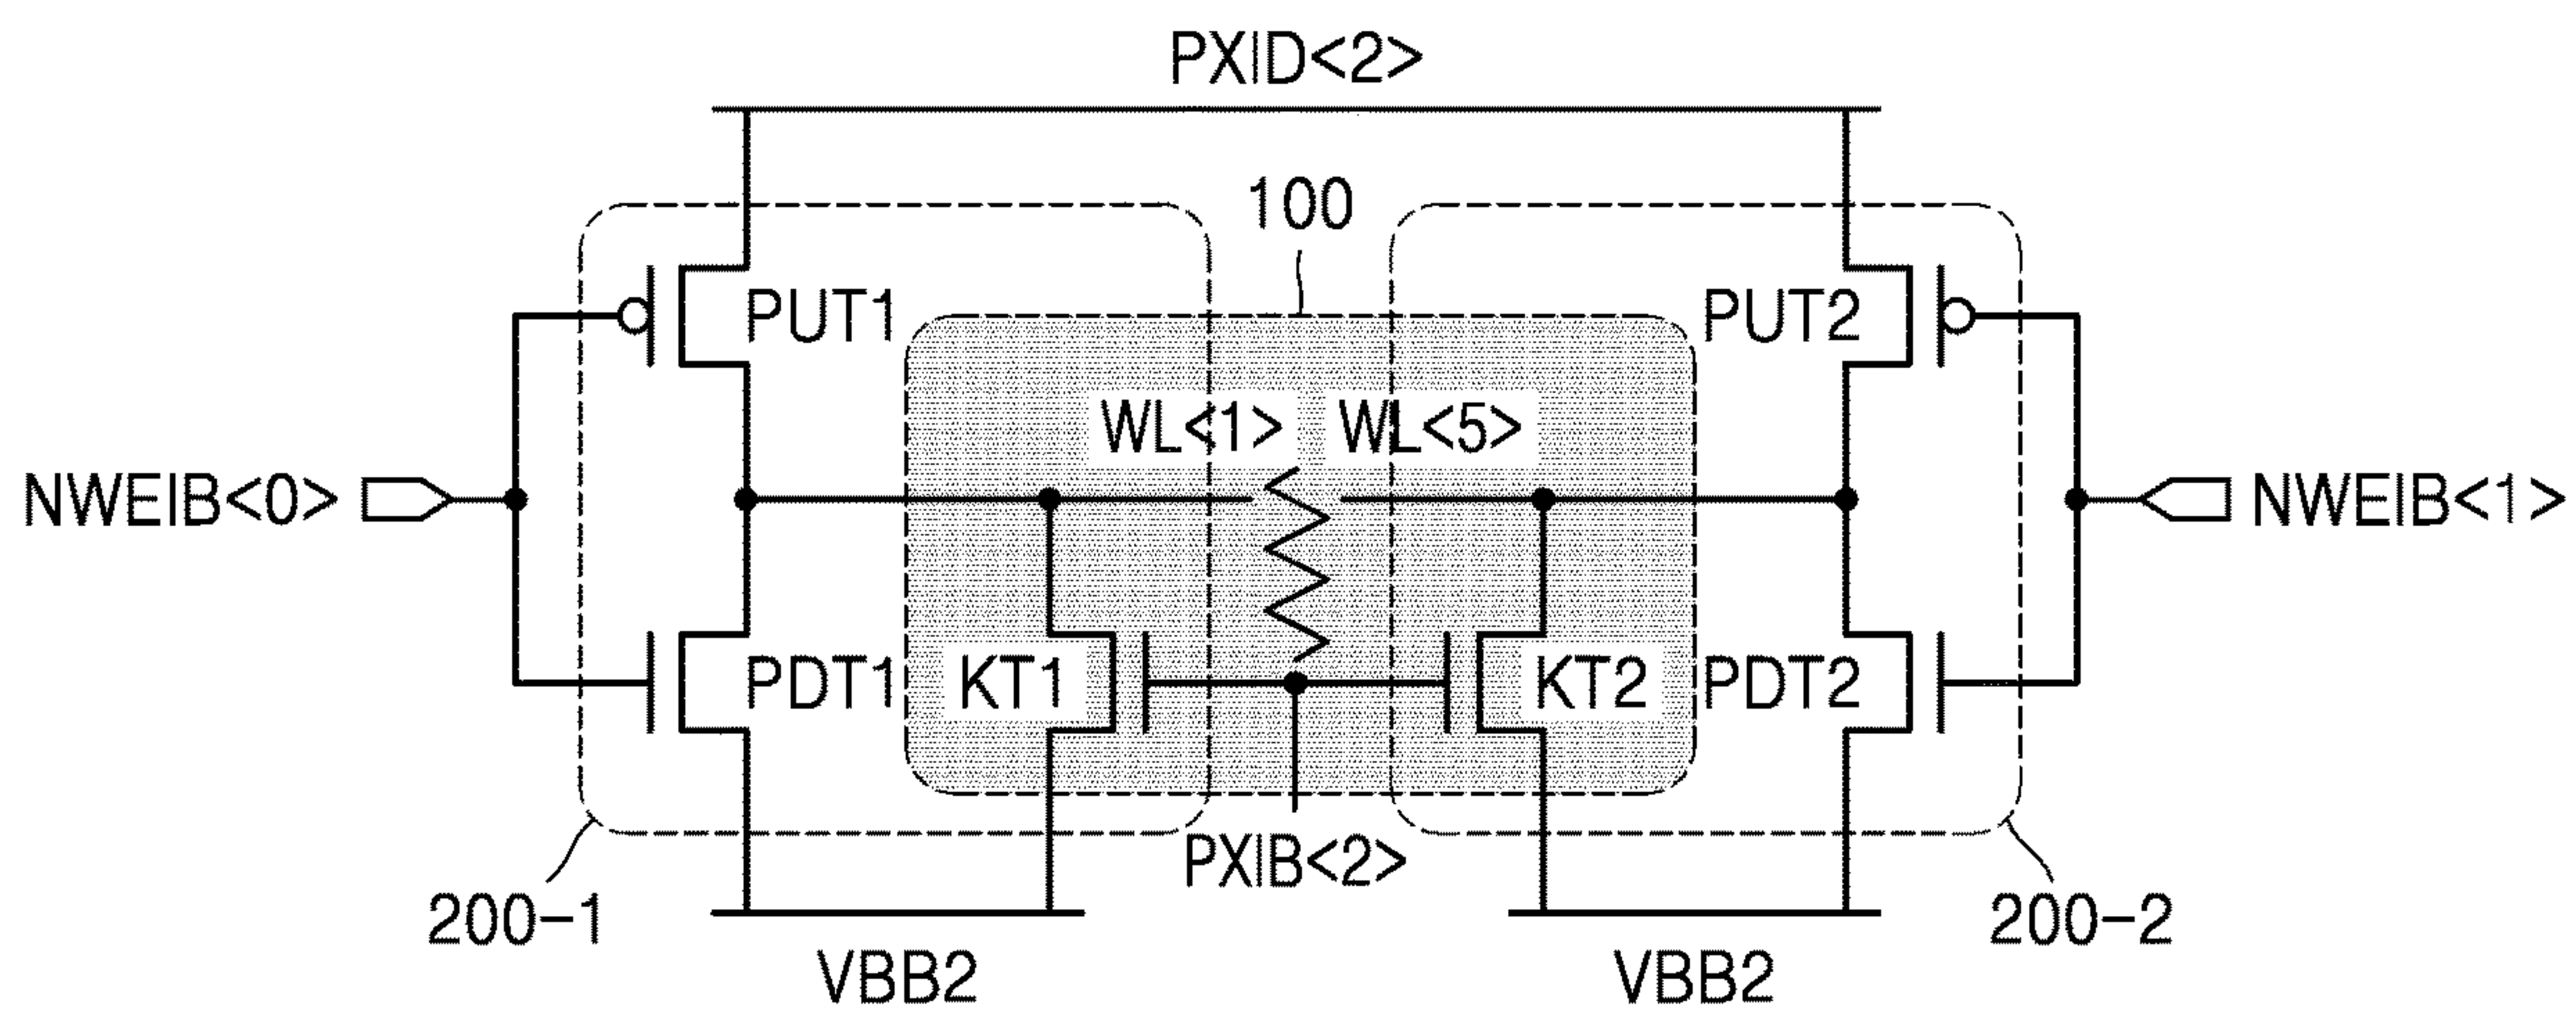 PXID<2>
100
PUT1
PUT2
WL<1>
WL<5>
NWEIB<0>
NWEIB<1>
PDT1
KT1
KT2
PDT2
PXIB<2>
200-1
200-2
VBB2
VBB2